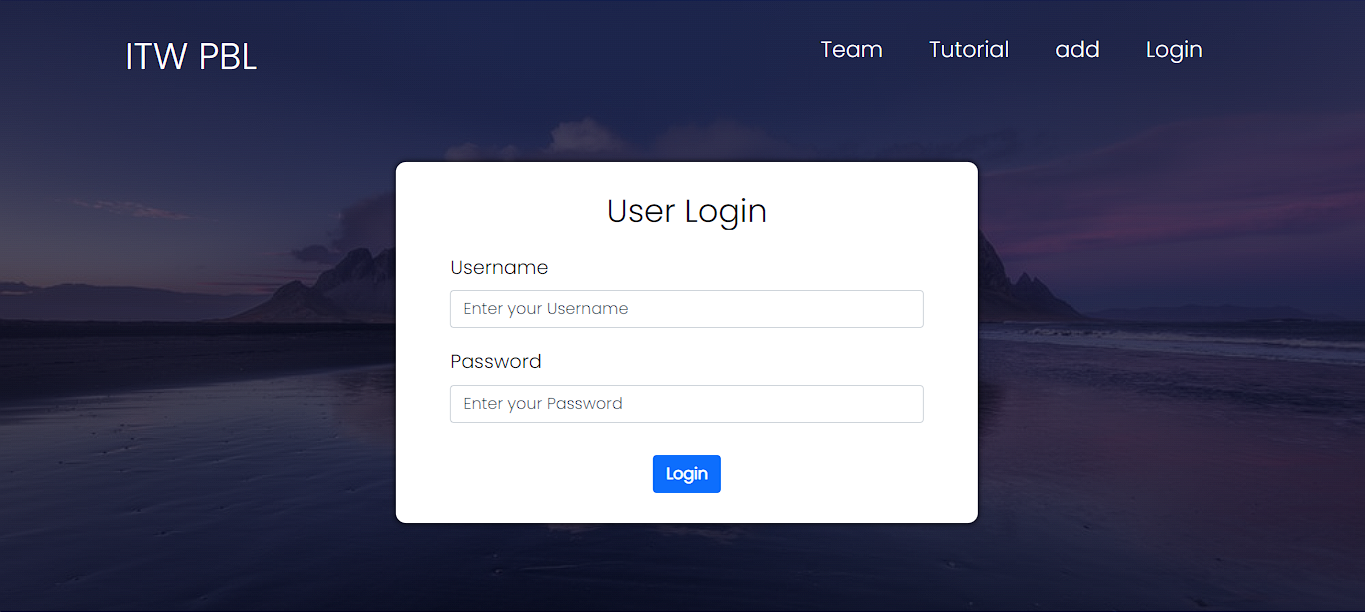 ITW PBL
Team Tutorial add Login
User Login
Username
Enter your Username
Password
Enter your Password
Login